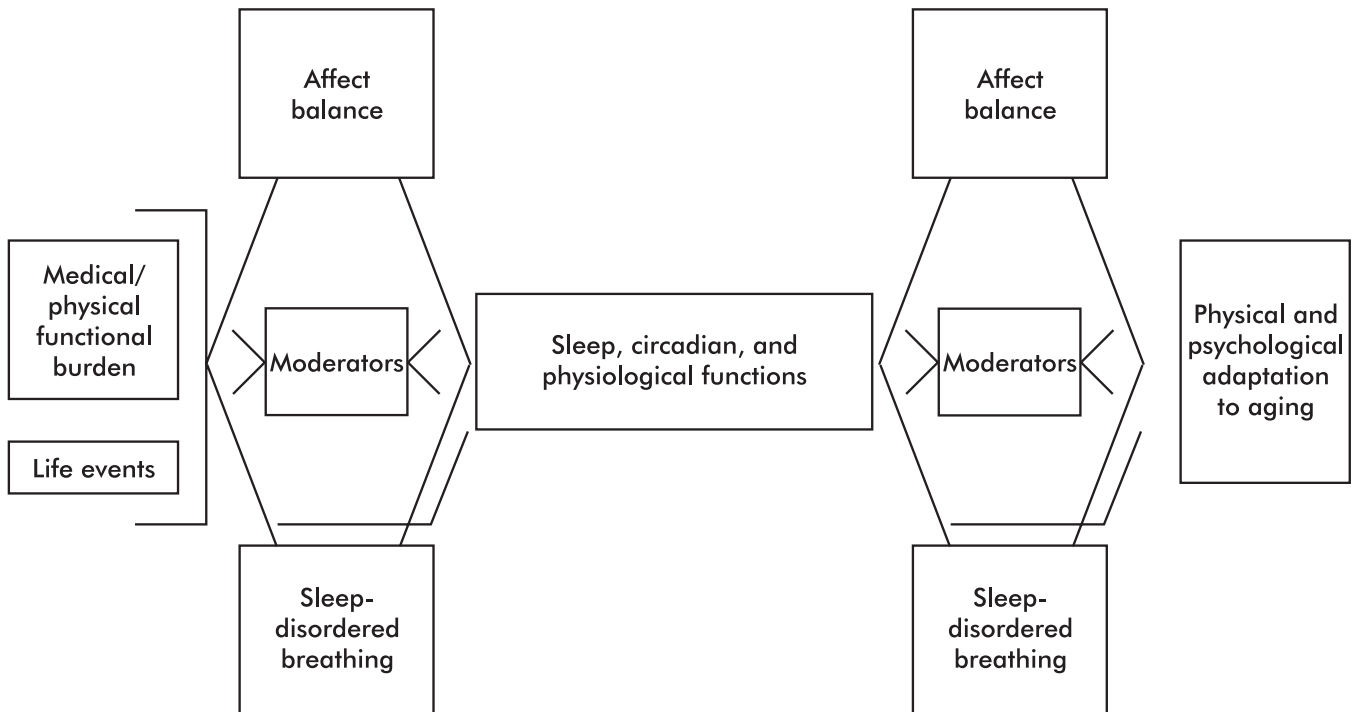 Affect
balance
Affect
balance
Medical/
physical
functional
burden
Life events
Moderators
Sleep, circadian, and
physiological functions
Moderators
Physical and
psychological
adaptation
to aging
Sleep-
disordered
breathing
Sleep-
disordered
breathing